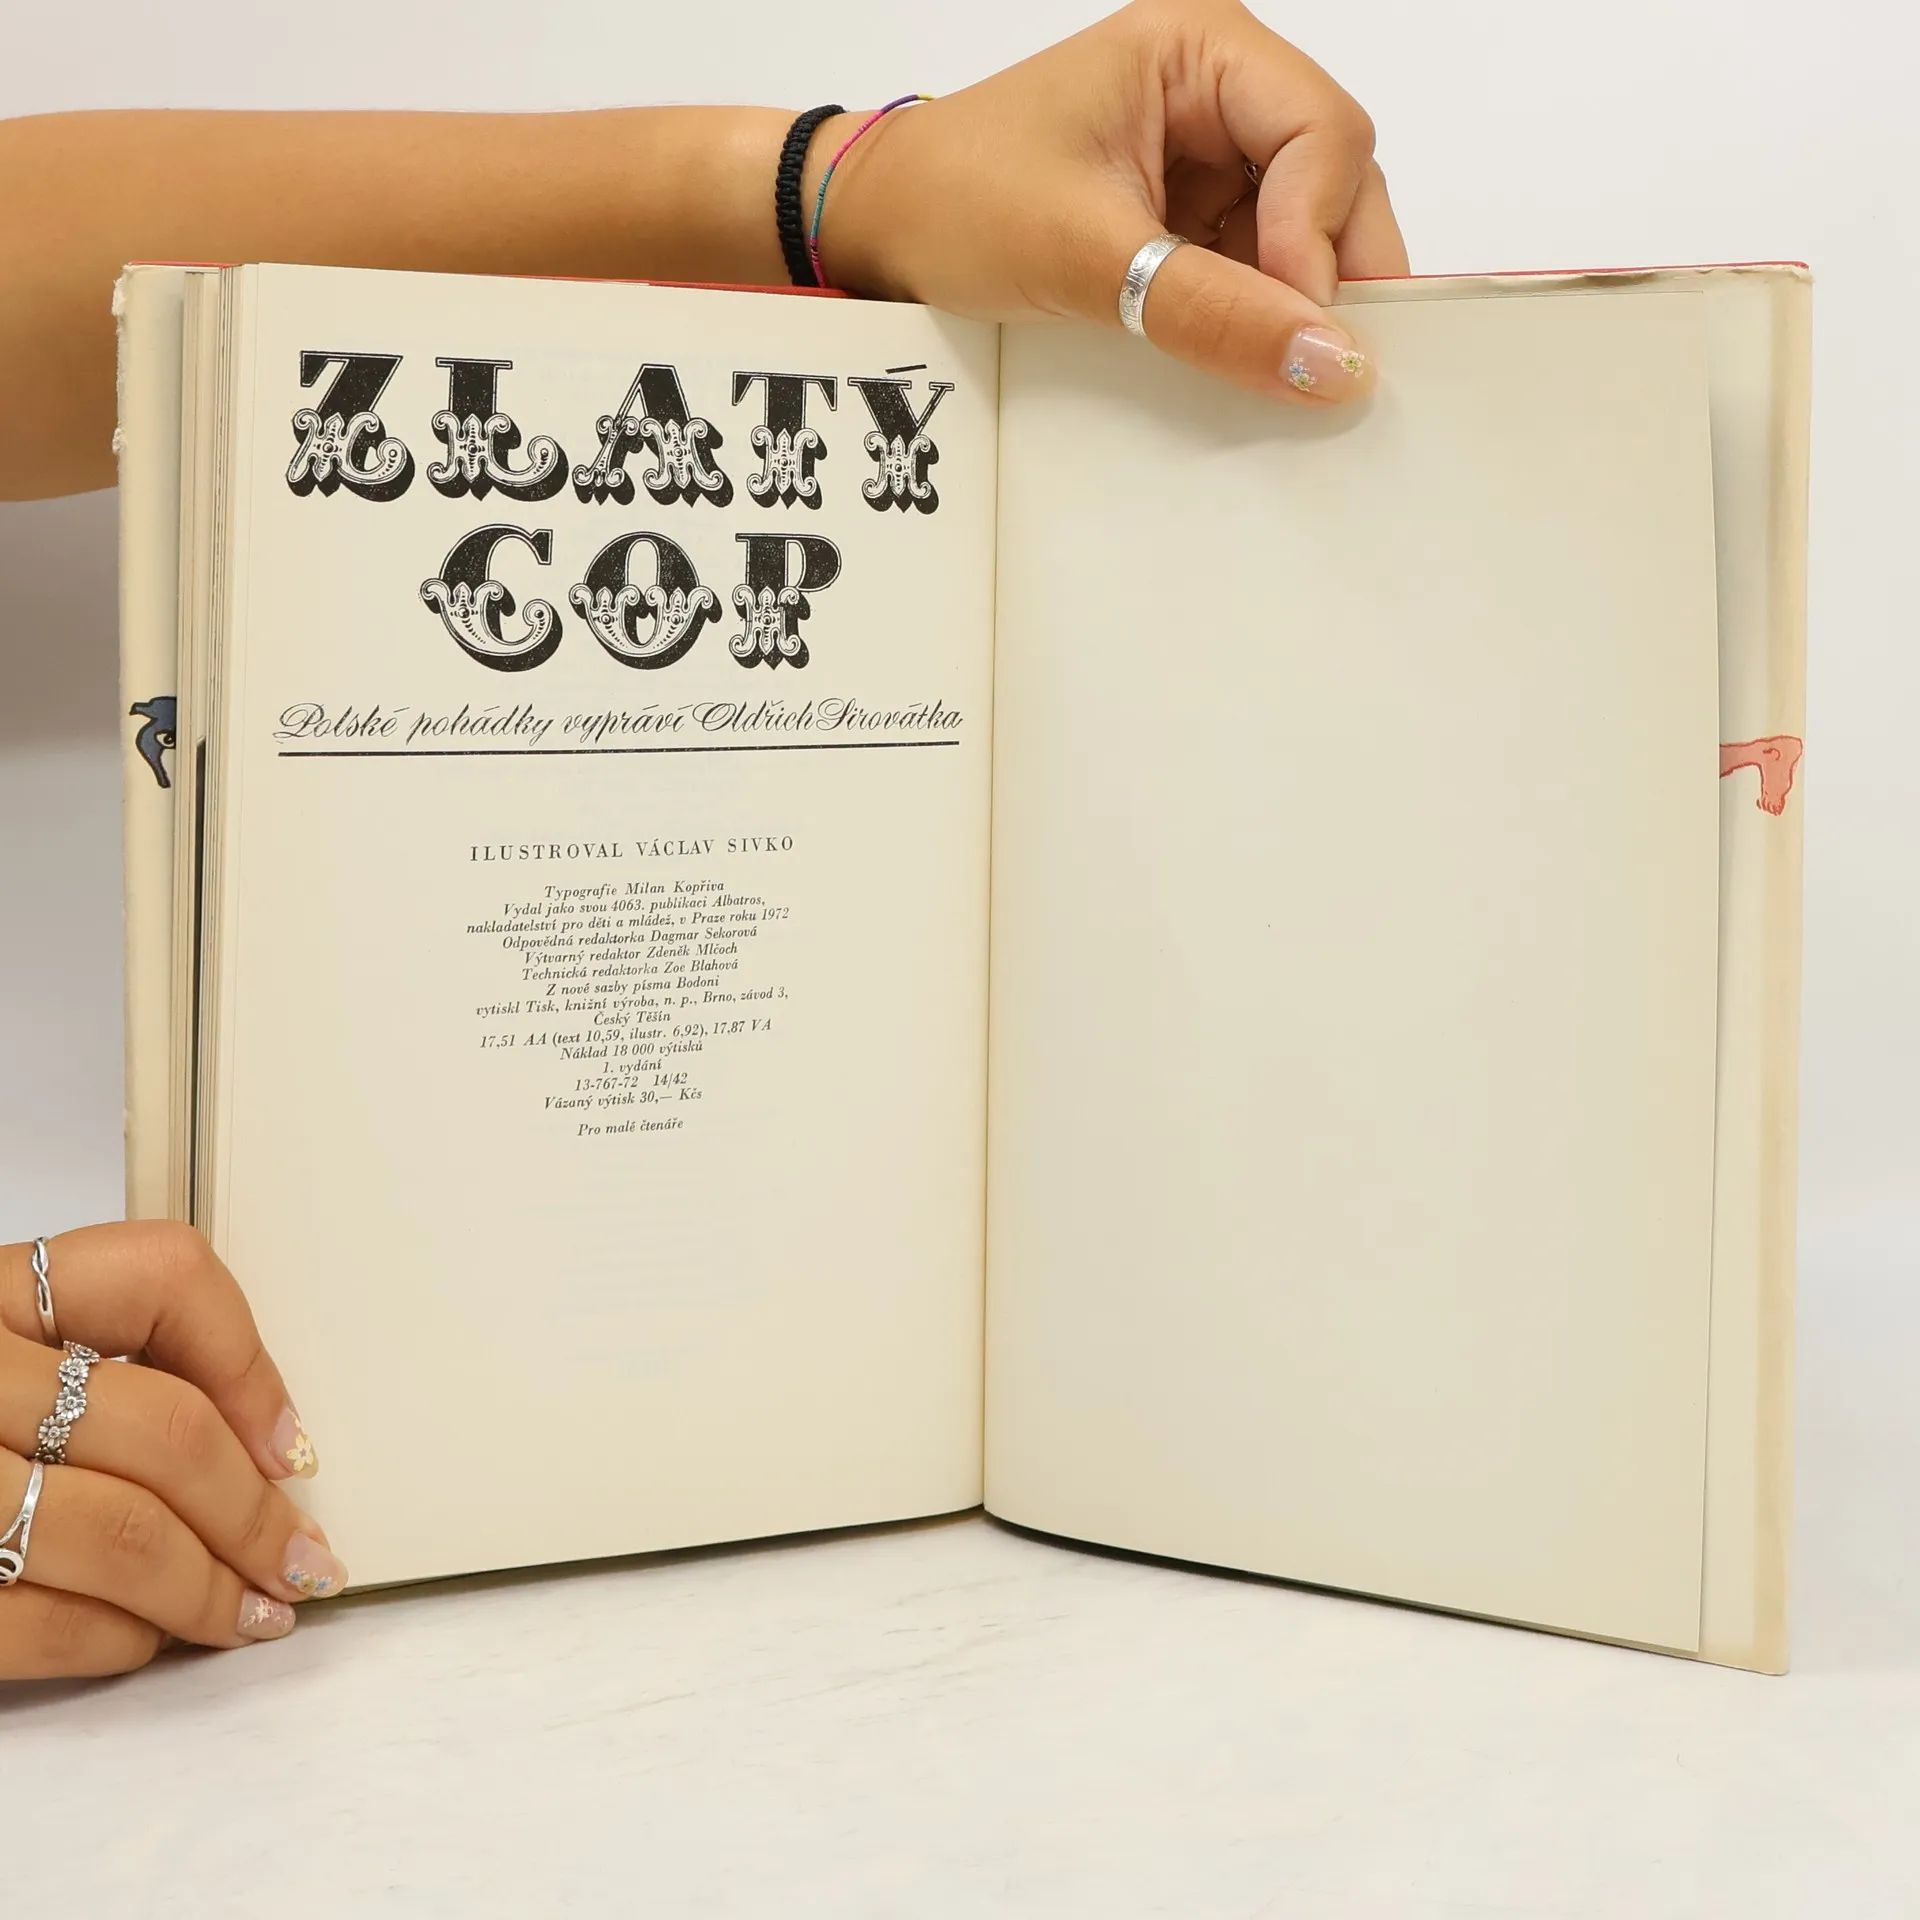 ZLATÝ
COP
Polské pohádky vypráví Oldřich Sirovátka
ILUSTROVAL VÁCLAV SIVKO
Typografie Milan Kopřiva
Vydal jako svou 4063. publikaci Albatros,
nakladatelství pro děti a mládež, v Praze roku 1972
Odpovědná redaktorka Dagmar Sekorová
Výtvarný redaktor Zdeněk Mlčoch
Technická redaktorka Zoe Blahová
Z nové sazby písma Bodoni
vytiskl Tisk, knižní výroba, n. p., Brno, závod 3,
Český Těšín
17,51 AA (text 10,59, ilustr. 6,92), 17,87 VA
Náklad 18 000 výtisků
1. vydání
13-767-72 14/42
Vázaný výtisk 30,— Kčs
Pro malé čtenáře